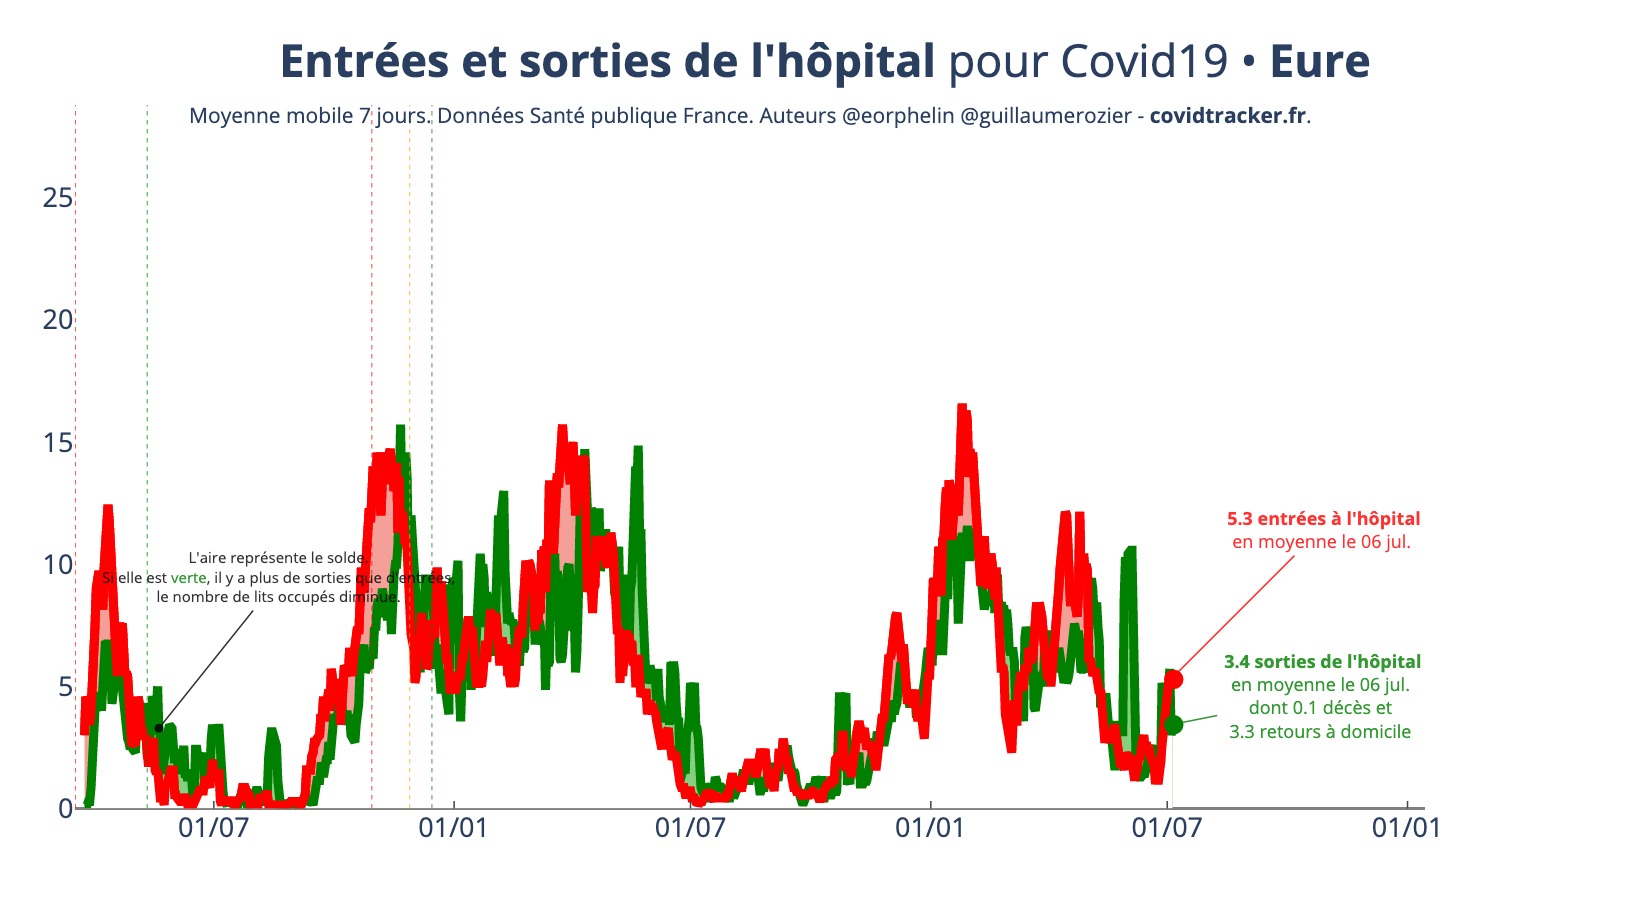 Entrées et sorties de l'hôpital pour Covid19 • Eure
Moyenne mobile 7 jours. Données Santé publique France. Auteurs @eorphelin @guillaumerozier - covidtracker.fr.
25
20
15
10
5
0
L'aire représente le solde.
Si elle est verte, il y a plus de sorties que d'entrées,
le nombre de lits occupés diminue.
5.3 entrées à l'hôpital
en moyenne le 06 jul.
3.4 sorties de l'hôpital
en moyenne le 06 jul.
dont 0.1 décès et
3.3 retours à domicile
01/07
01/01
01/07
01/01
01/07
01/01